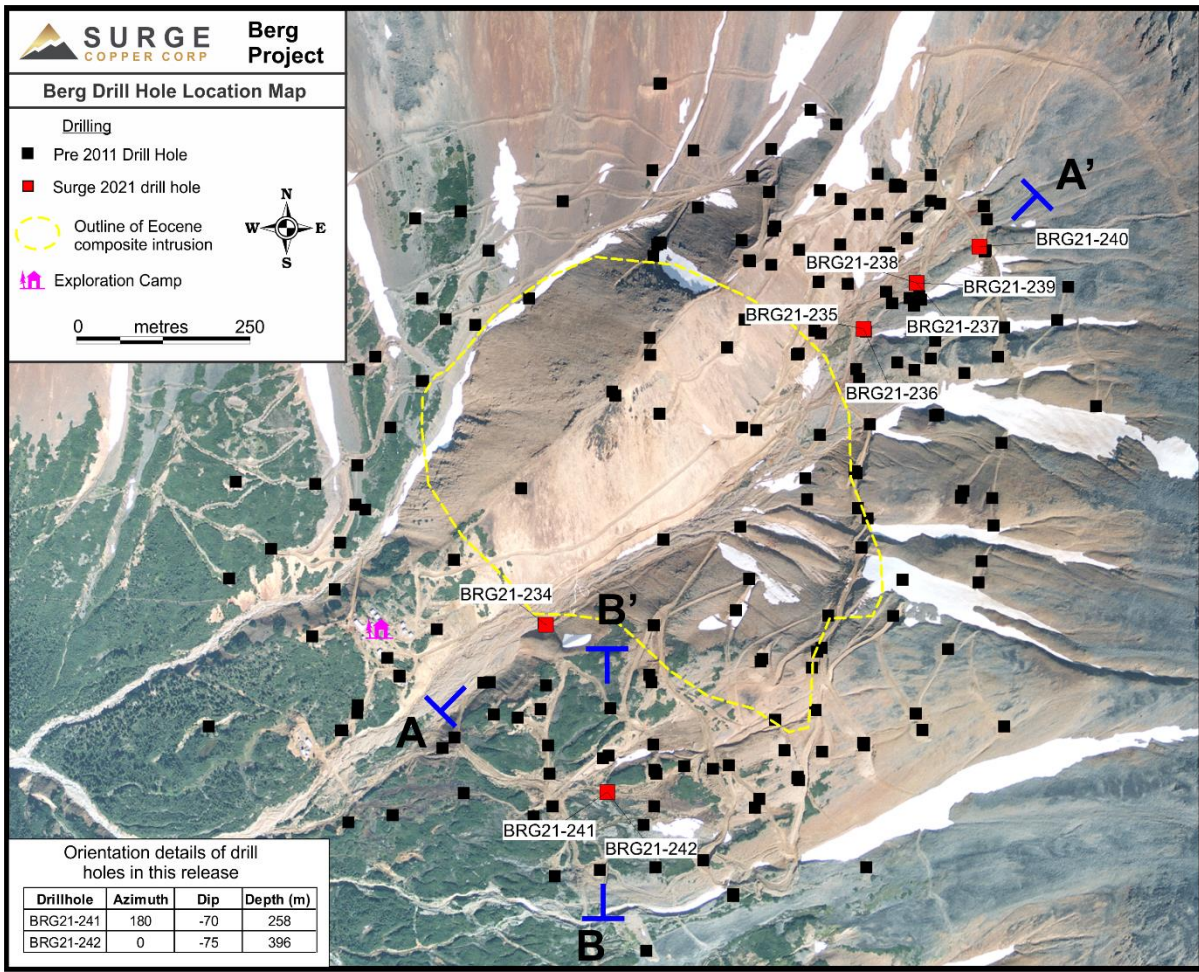 SURGE
COPPER CORP
Berg
Project
Berg Drill Hole Location Map
Drilling
Pre 2011 Drill Hole
Surge 2021 drill hole
Outline of Eocene
composite intrusion
Exploration Camp
N
W
E
S
0 metres 250
A'
BRG21-240
BRG21-238
BRG21-239
BRG21-235
BRG21-237
BRG21-236
BRG21-234
B'
A
BRG21-241
BRG21-242
B
Orientation details of drill
holes in this release
Drillhole Azimuth Dip Depth (m)
BRG21-241 180 -70 258
BRG21-242 0 -75 396